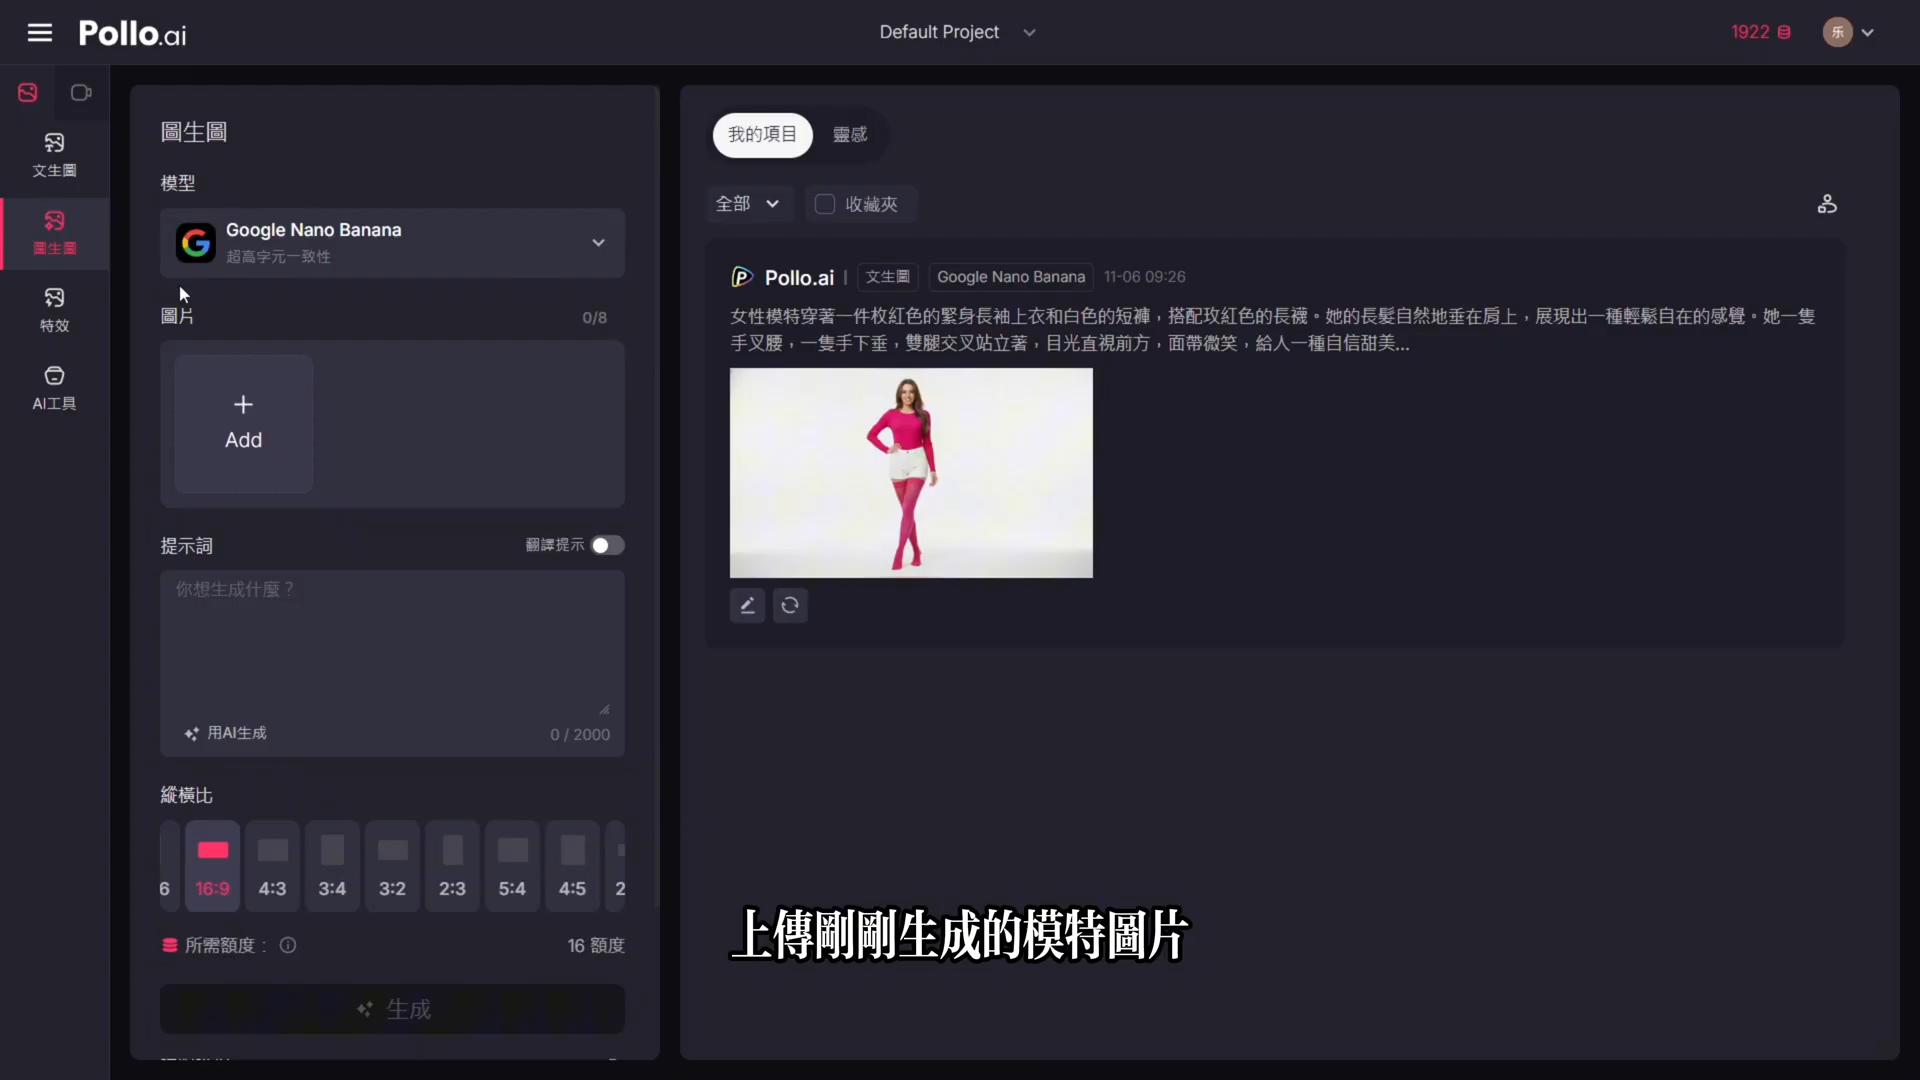 Pollo.ai
Default Project
1922
乐
文生圖
圖生圖
特效
AI工具
圖生圖
模型
Google Nano Banana
超高字元一致性
圖片
0/8
Add
提示詞
翻譯提示
你想生成什麼？
用AI生成
0 / 2000
縱橫比
6
16:9
4:3
3:4
3:2
2:3
5:4
4:5
2
所需額度：
16 額度
生成
我的項目
靈感
全部
收藏夾
Pollo.ai
文生圖
Google Nano Banana
11-06 09:26
女性模特穿著一件枚紅色的緊身長袖上衣和白色的短褲，搭配玫紅色的長襪。她的長髮自然地垂在肩上，展現出一種輕鬆自在的感覺。她一隻
手叉腰，一隻手下垂，雙腿交叉站立著，目光直視前方，面帶微笑，給人一種自信甜美...
上傳剛剛生成的模特圖片